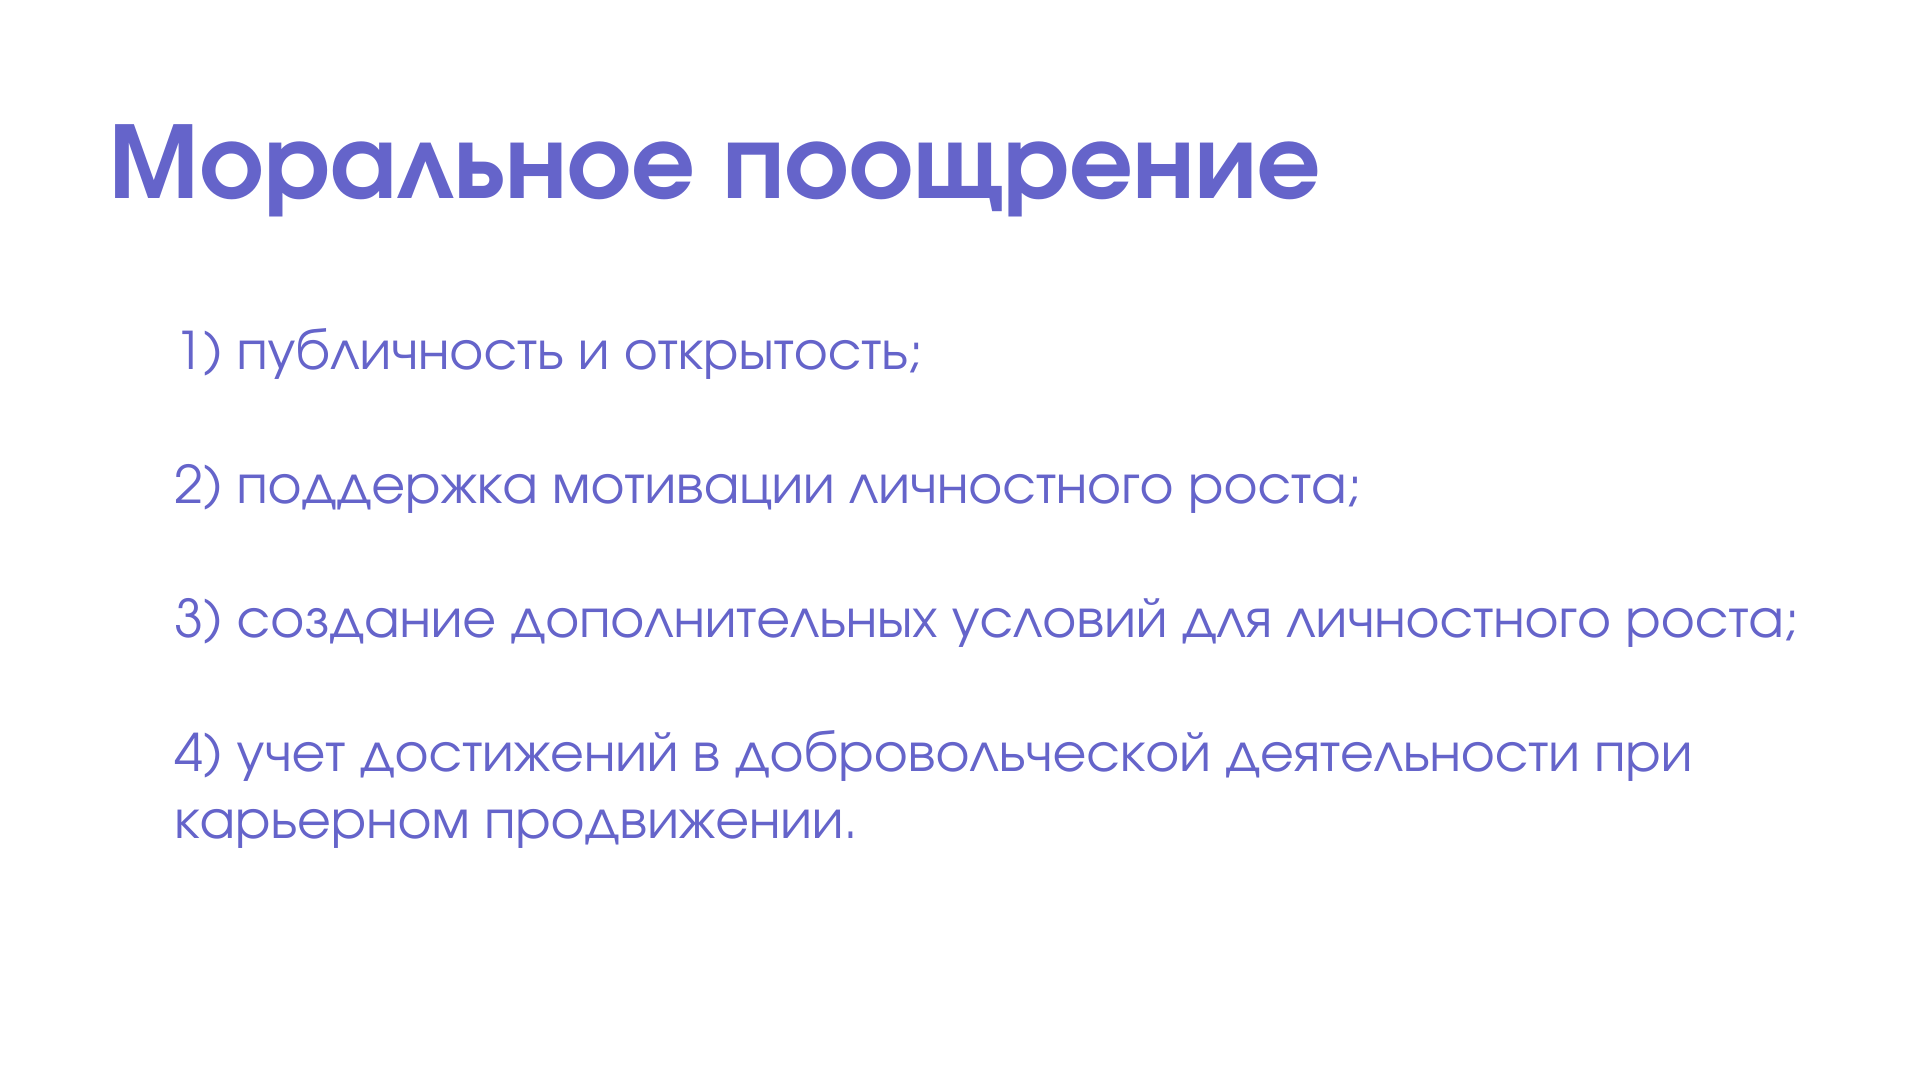 Моральное поощрение
1) публичность и открытость;
2) поддержка мотивации личностного роста;
3) создание дополнительных условий для личностного роста;
4) учет достижений в добровольческой деятельности при
карьерном продвижении.